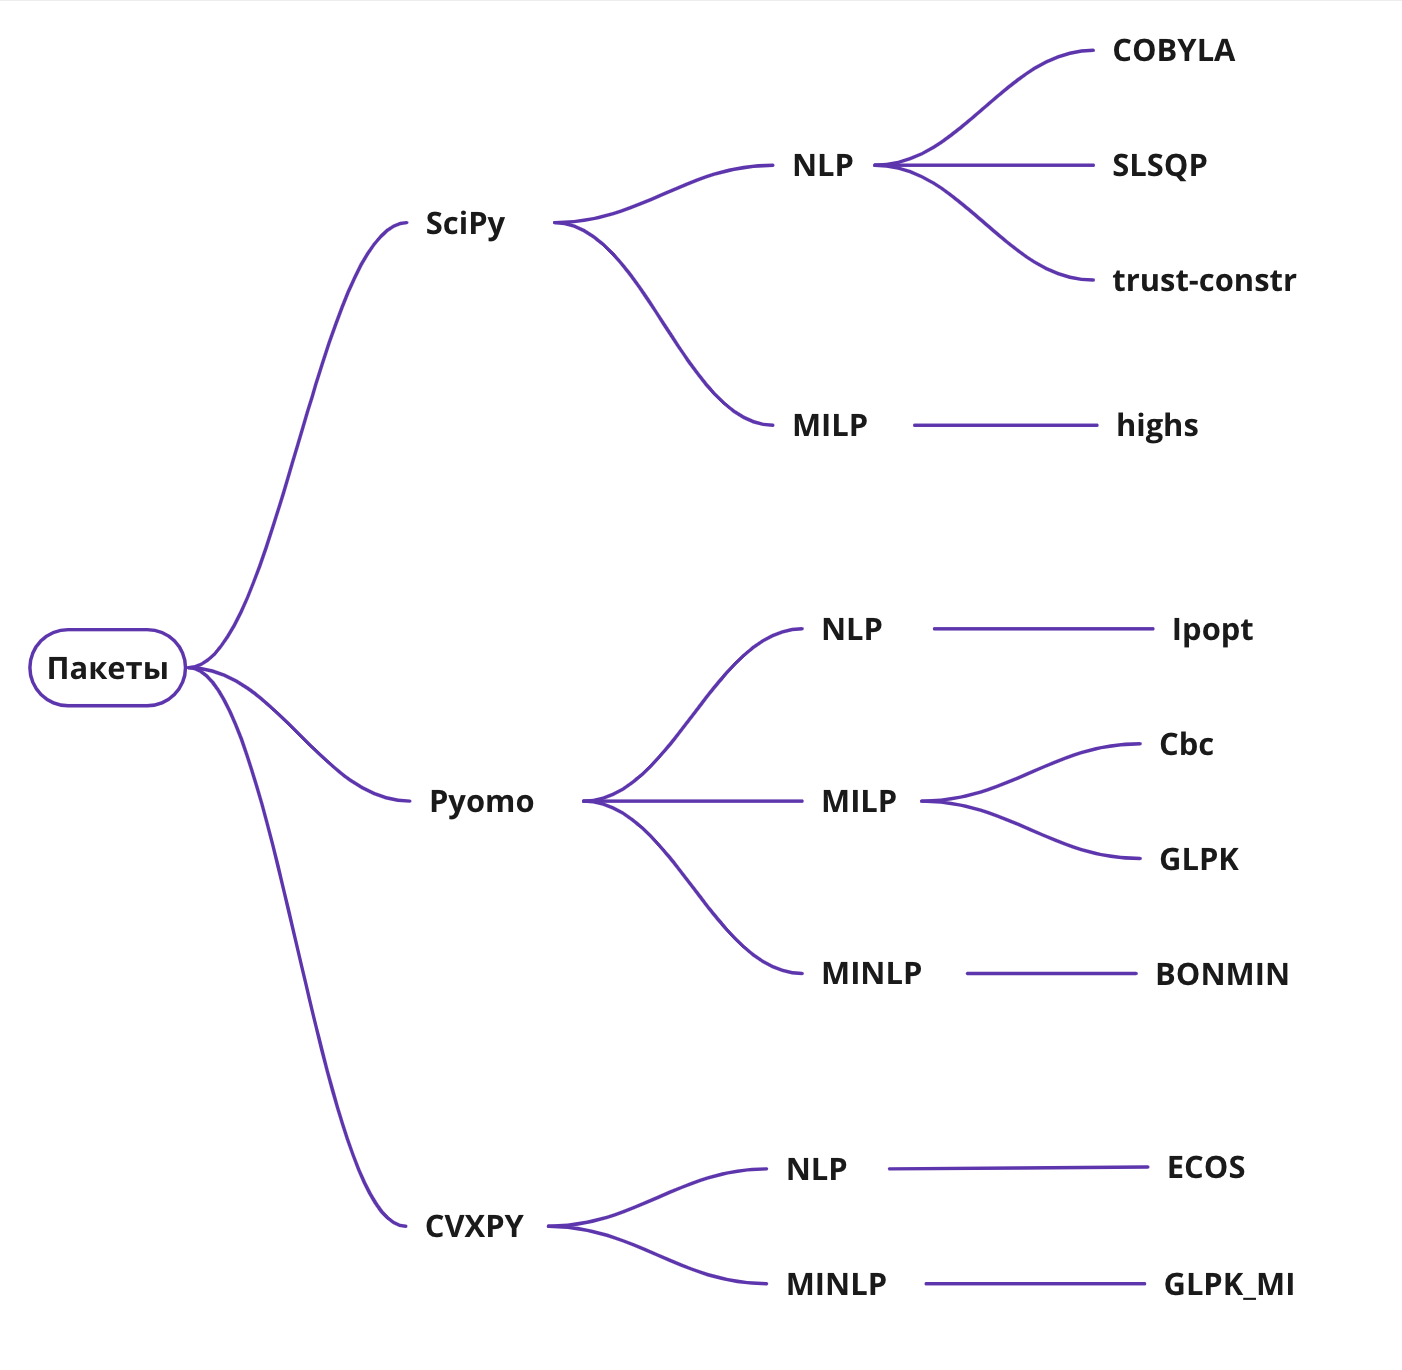 Пакеты
SciPy
NLP
COBYLA
SLSQP
trust-constr
MILP
highs
Pyomo
NLP
Ipopt
MILP
Cbc
GLPK
MINLP
BONMIN
CVXPY
NLP
ECOS
MINLP
GLPK_MI